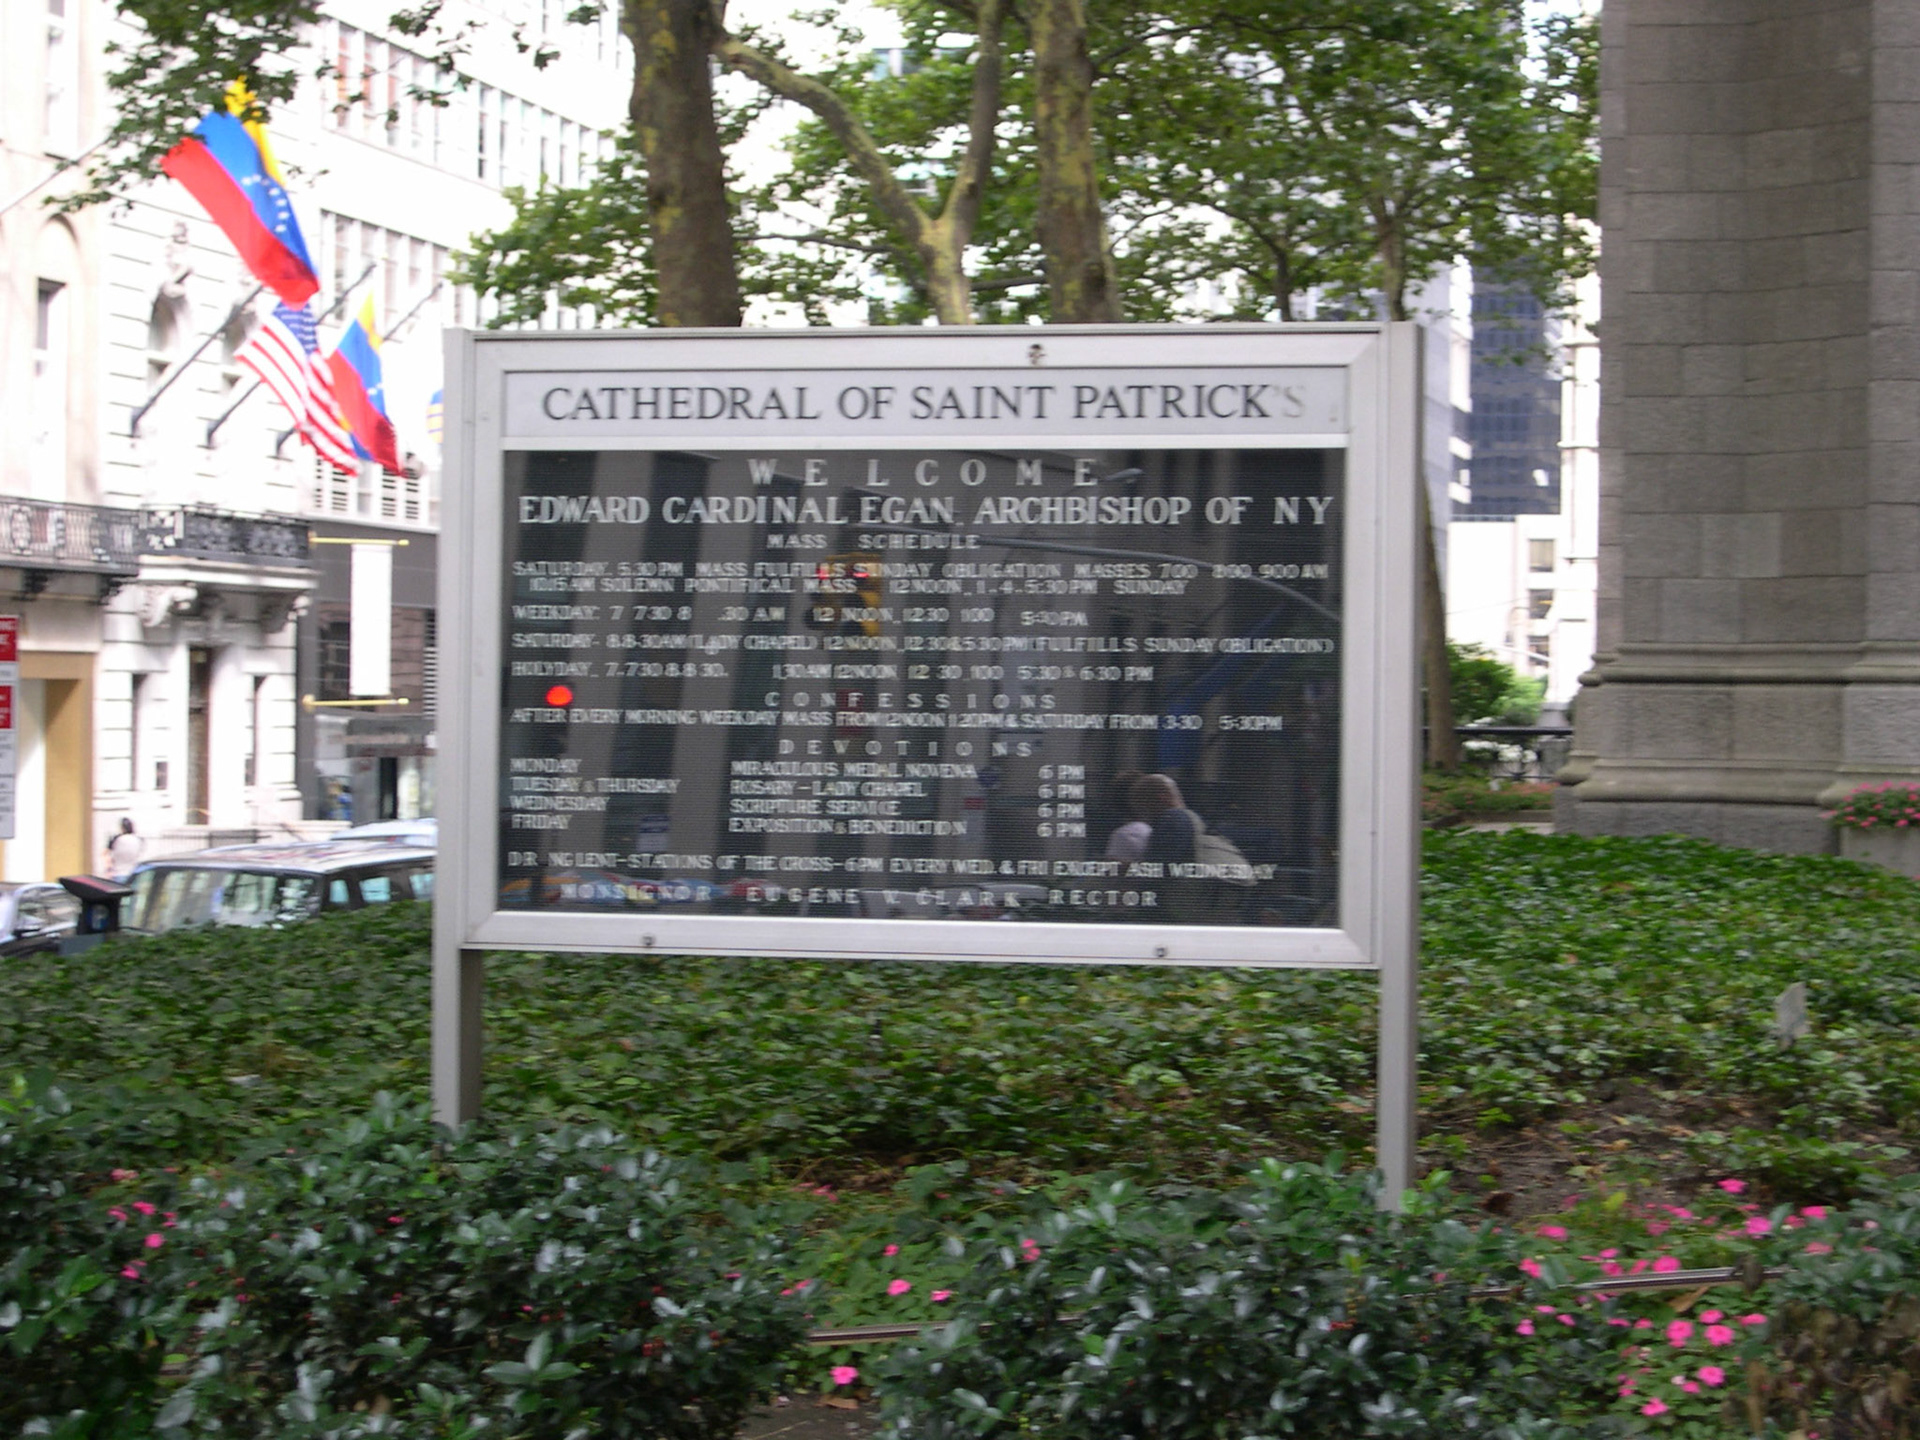 CATHEDRAL OF SAINT PATRICK'S
WELCOME
EDWARD CARDINAL EGAN, ARCHBISHOP OF NY
MASS SCHEDULE
SATURDAY, 5.30 PM MASS FULFILLS SUNDAY OBLIGATION MASSES 7.00 8.00 9.00 AM
10.15 AM SOLEMN PONTIFICAL MASS 12 NOON, 1.4.5:30 PM SUNDAY
WEEKDAY: 7 7.30 8 .30 AM 12 NOON, 12.30 1.00 5:30 PM.
SATURDAY- 8.8.30AM (LADY CHAPEL) 12 NOON, 12.30 & 5.30 PM (FULFILLS SUNDAY OBLIGATION)
HOLYDAY. 7.7.30 8.8.30. 1.30 AM 12 NOON, 12 30, 1.00 5:30 & 6.30 PM
CONFESSIONS
AFTER EVERY MORNING WEEKDAY MASS FROM 12 NOON 1.20PM & SATURDAY FROM 3.30 5:30PM
DEVOTIONS
MONDAY MIRACULOUS MEDAL NOVENA 6 PM
TUESDAY & THURSDAY ROSARY - LADY CHAPEL 6 PM
WEDNESDAY SCRIPTURE SERVICE 6 PM
FRIDAY EXPOSITION & BENEDICTION 6 PM
D R NG LENT-STATIONS OF THE CROSS-6 PM EVERY WED. & FRI EXCEPT ASH WEDNESDAY
MONSIGNOR EUGENE V. CLARK RECTOR